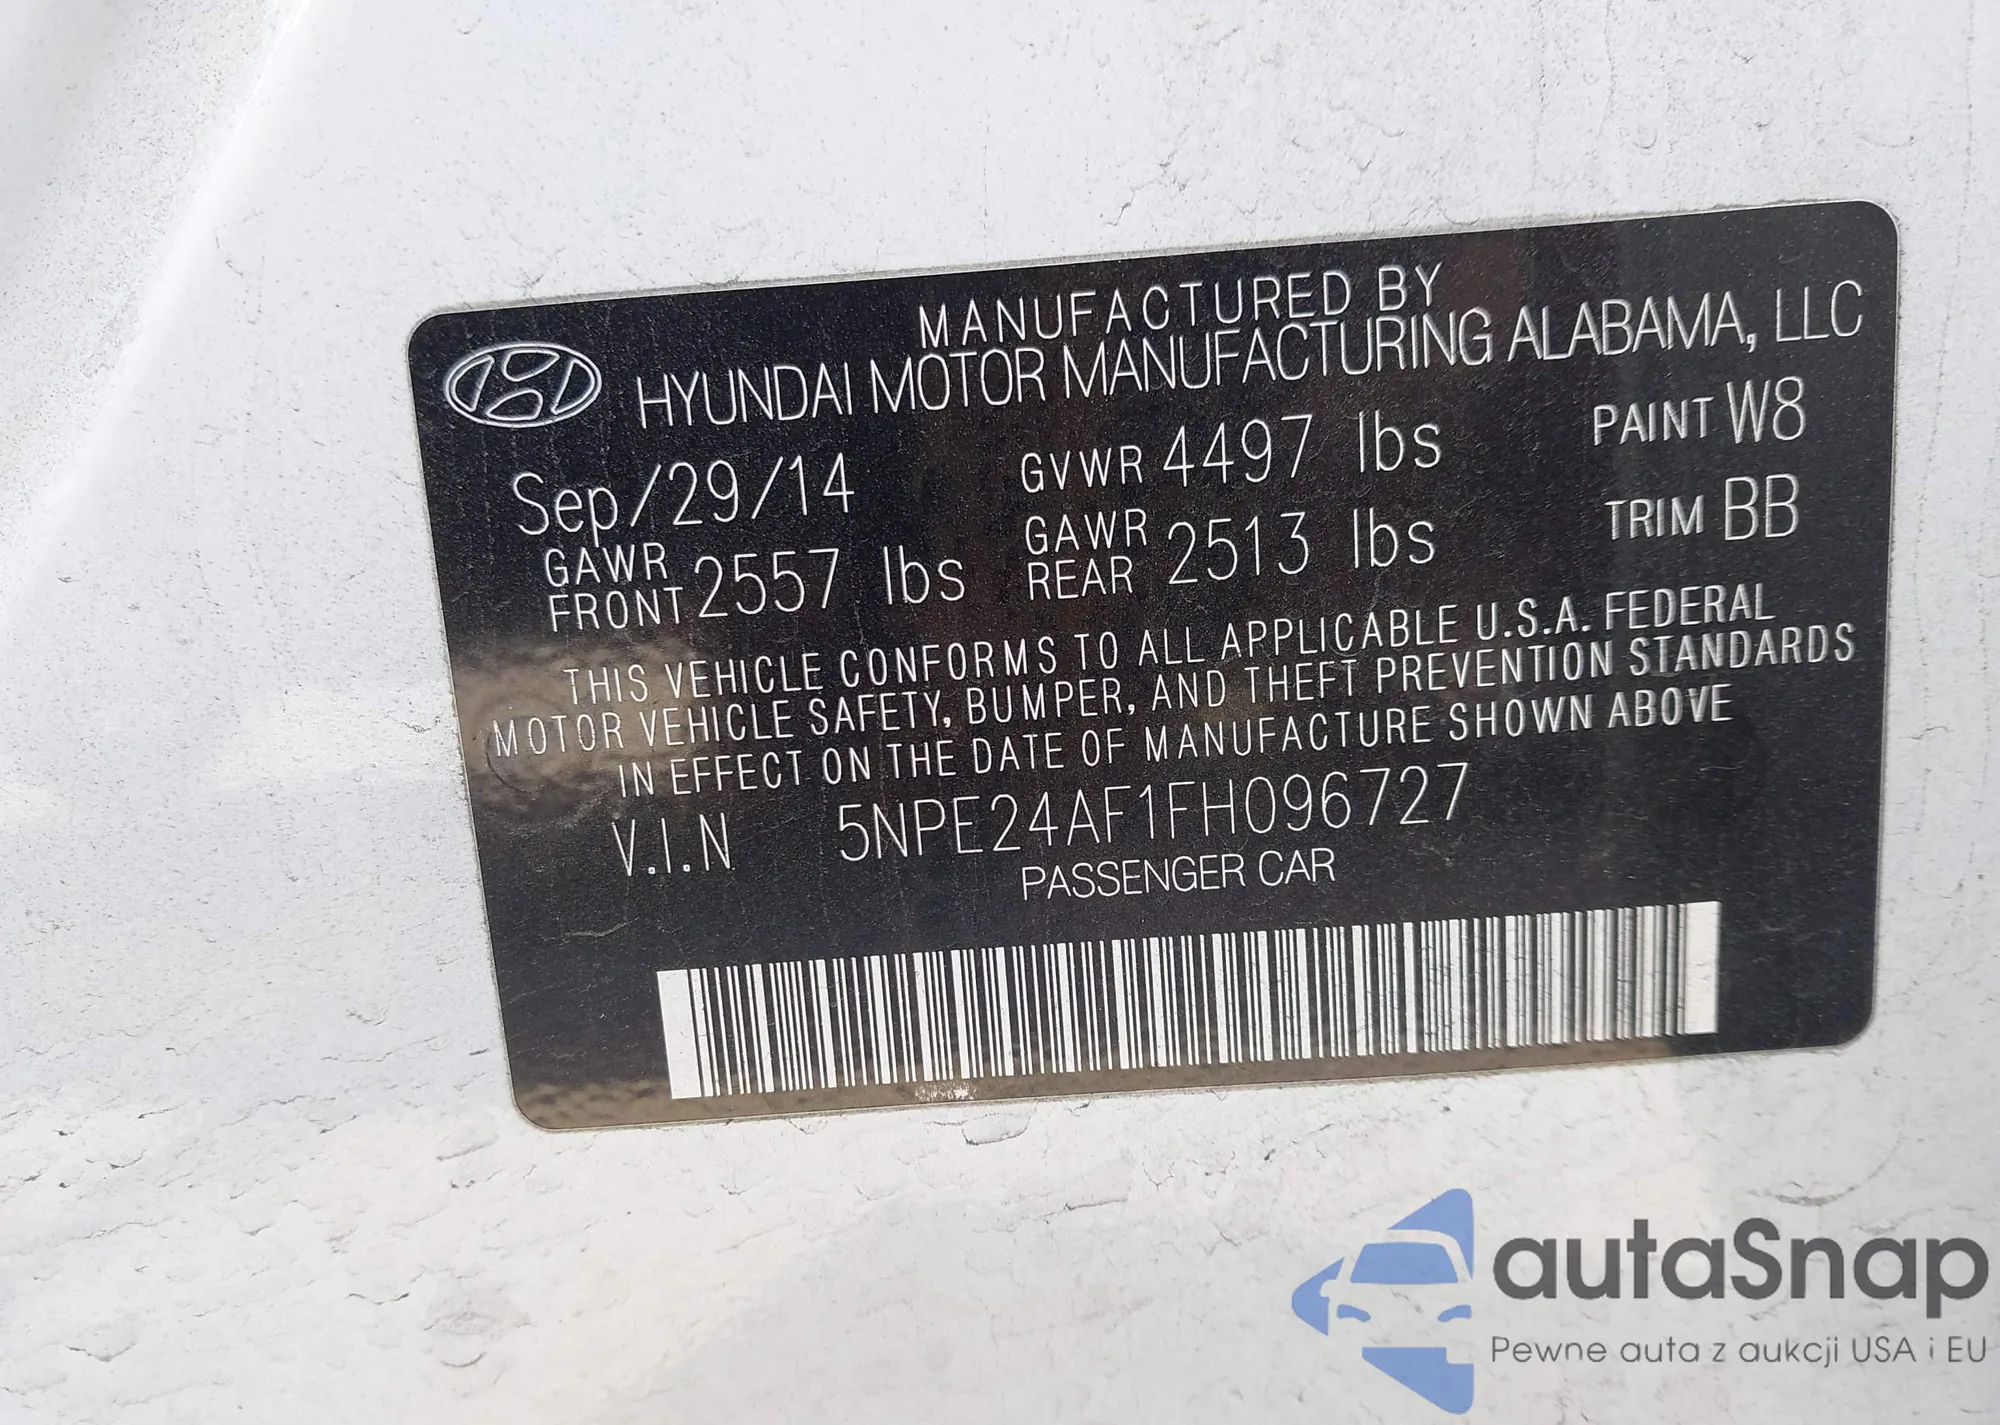 MANUFACTURED BY
HYUNDAI MOTOR MANUFACTURING ALABAMA, LLC
Sep/29/14 GVWR 4497 lbs PAINT W8
GAWR FRONT 2557 lbs GAWR REAR 2513 lbs TRIM BB
THIS VEHICLE CONFORMS TO ALL APPLICABLE U.S.A. FEDERAL
MOTOR VEHICLE SAFETY, BUMPER, AND THEFT PREVENTION STANDARDS
IN EFFECT ON THE DATE OF MANUFACTURE SHOWN ABOVE
V.I.N 5NPE24AF1FH096727
PASSENGER CAR
autaSnap
Pewne auta z aukcji USA i EU